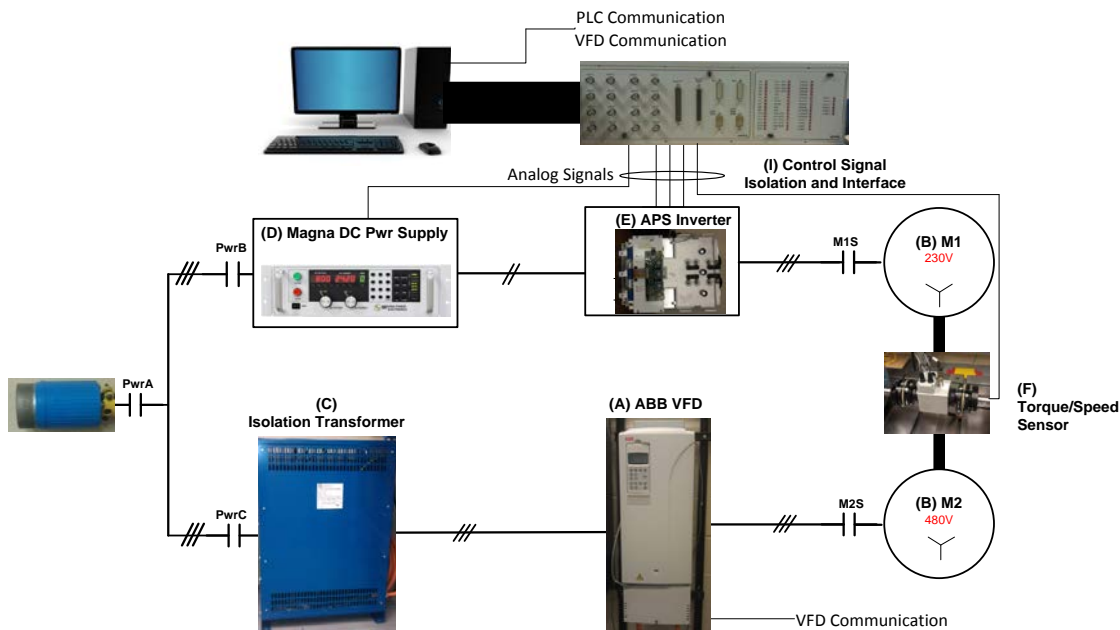 PLC Communication
VFD Communication
Analog Signals
(I) Control Signal
Isolation and Interface
(D) Magna DC Pwr Supply
(E) APS Inverter
PwrB
M1S
(B) M1
230V
PwrA
(C)
Isolation Transformer
(A) ABB VFD
(F)
Torque/Speed
Sensor
PwrC
M2S
(B) M2
480V
VFD Communication